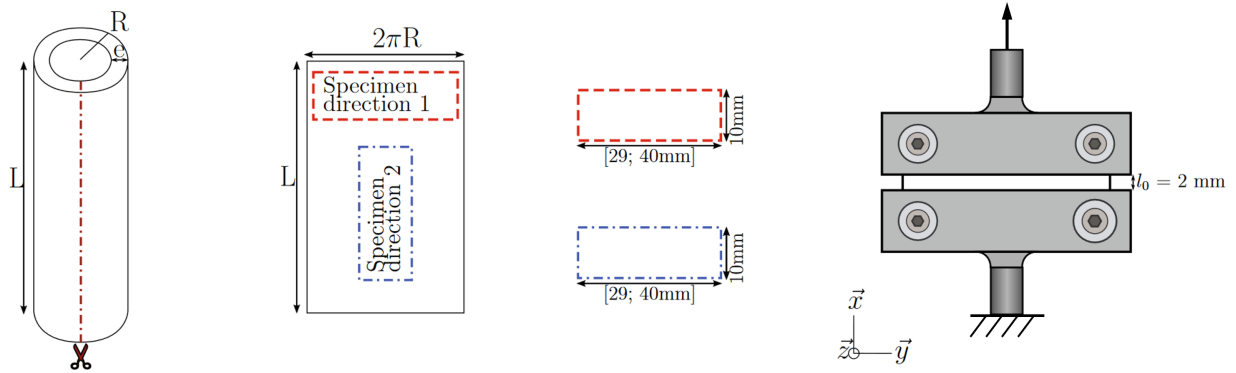 R
e
L
2πR
Specimen
direction 1
L
Specimen
direction 2
10mm
[29; 40mm]
10mm
[29; 40mm]
l₀ = 2 mm
x⃗
z⃗
y⃗